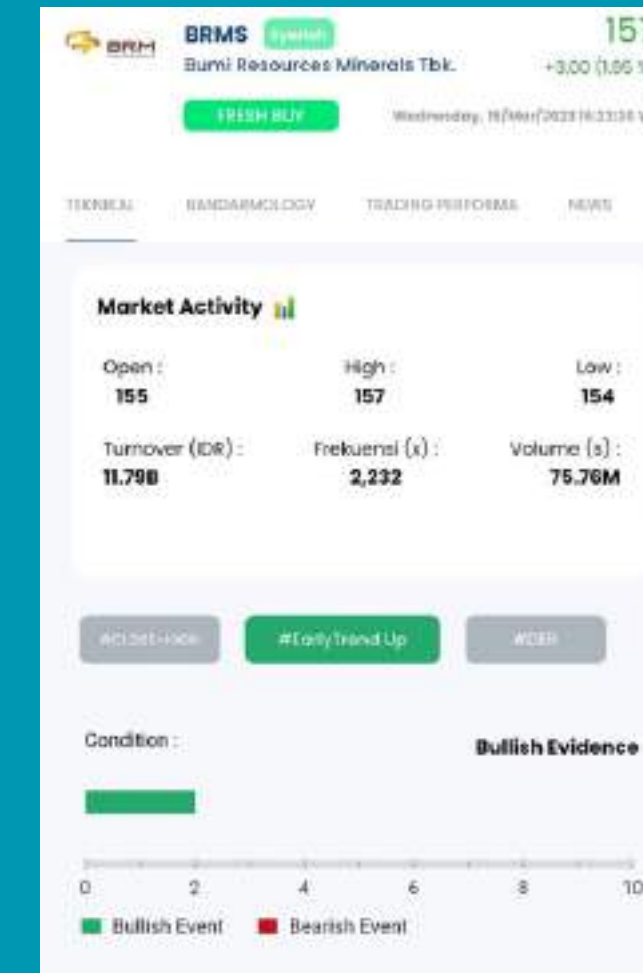 BRM
BRMS Syariah
Bumi Resources Minerals Tbk.
FRESH BUY
TEKNIKAL BANDARMOLOGY TRADING PERFORMA NEWS
Market Activity
Open : High : Low :
155 157 154
Turnover (IDR) : Frekuensi (x) : Volume (s) :
11.79B 2,232 75.76M
#EarlyTrend Up
Condition : Bullish Evidence
0 2 4 6 8 10
Bullish Event Bearish Event